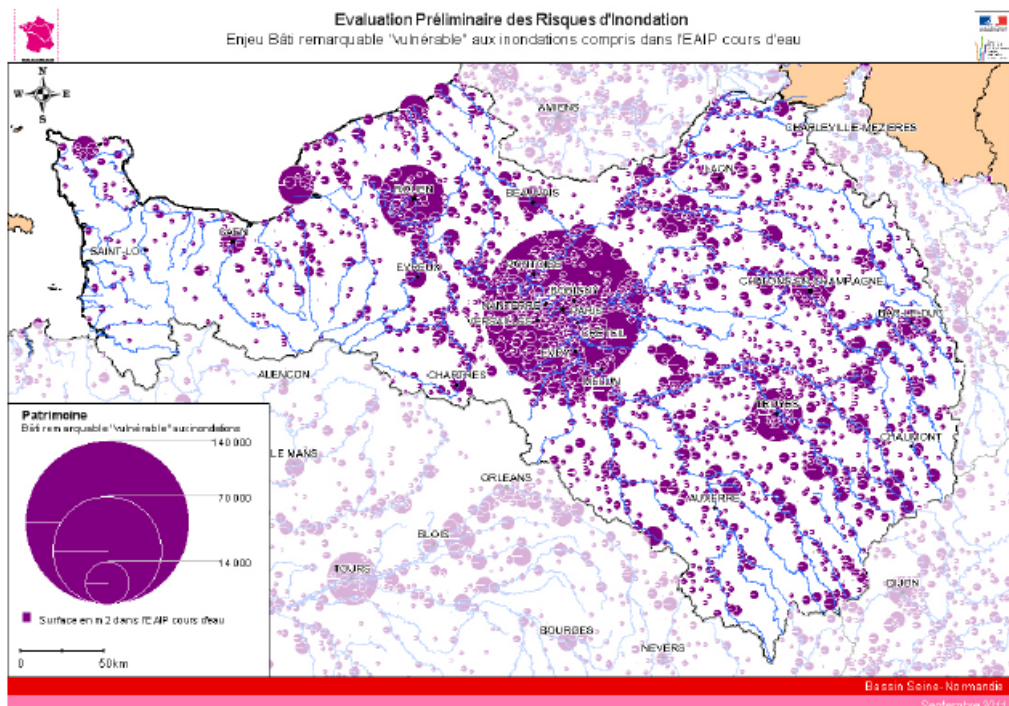 Evaluation Préliminaire des Risques d'Inondation
Enjeu Bâti remarquable "vulnérable" aux inondations compris dans l'EAIP cours d'eau
N
W E
S
AMIENS
CHARLEVILLE-MEZIERES
LAON
ROUEN
BEAUVAIS
CAEN
SAINT-LO
EVREUX
PONTOISE
CHALONS-EN-CHAMPAGNE
BOBIGNY
NANTERRE
PARIS
VERSAILLES
BAR-LE-DUC
CRETEIL
EVRY
MELUN
ALENCON
CHARTRES
TROYES
CHAUMONT
LE MANS
ORLEANS
AUXERRE
BLOIS
TOURS
DIJON
BOURGES
NEVERS
Patrimoine
Bâti remarquable "vulnérable" aux inondations
140 000
70 000
14 000
Surface en m2 dans l'EAIP cours d'eau
0 50km
Bassin Seine-Normandie
Septembre 2011